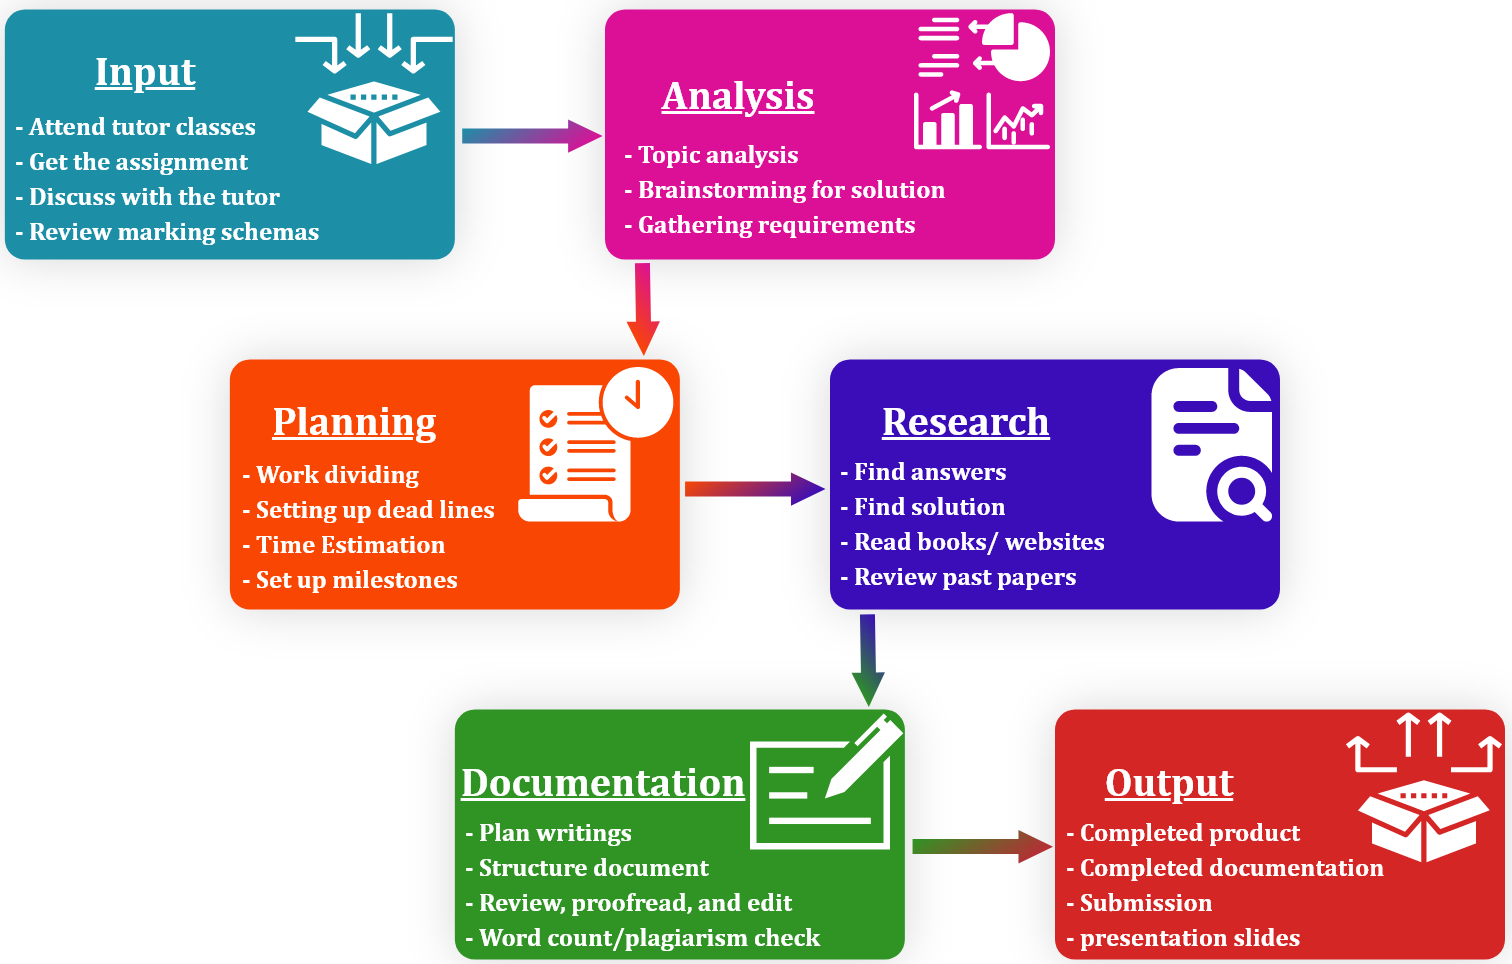 Input
- Attend tutor classes
- Get the assignment
- Discuss with the tutor
- Review marking schemas
Analysis
- Topic analysis
- Brainstorming for solution
- Gathering requirements
Planning
- Work dividing
- Setting up dead lines
- Time Estimation
- Set up milestones
Research
- Find answers
- Find solution
- Read books/ websites
- Review past papers
Documentation
- Plan writings
- Structure document
- Review, proofread, and edit
- Word count/plagiarism check
Output
- Completed product
- Completed documentation
- Submission
- presentation slides